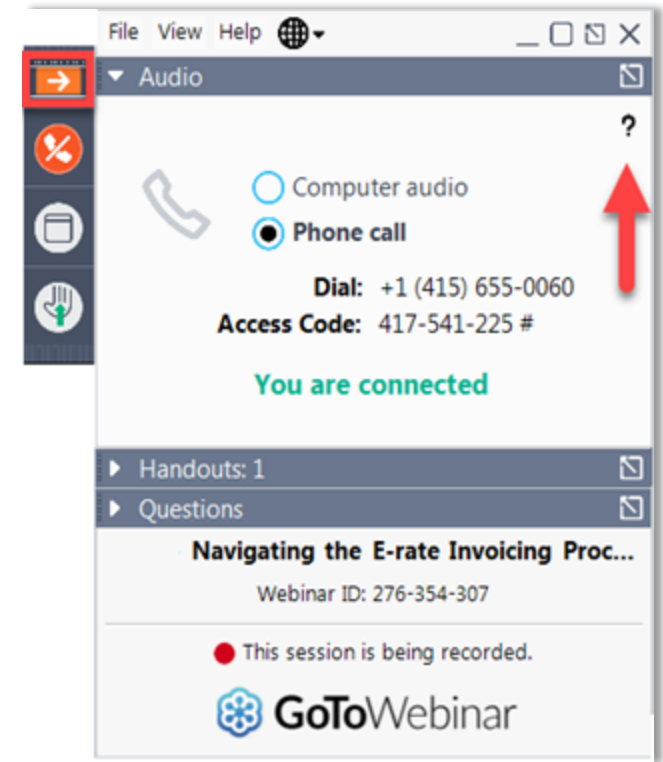 File View Help
Audio
?
Computer audio
Phone call
Dial: +1 (415) 655-0060
Access Code: 417-541-225 #
You are connected
Handouts: 1
Questions
Navigating the E-rate Invoicing Proc...
Webinar ID: 276-354-307
This session is being recorded.
GoToWebinar